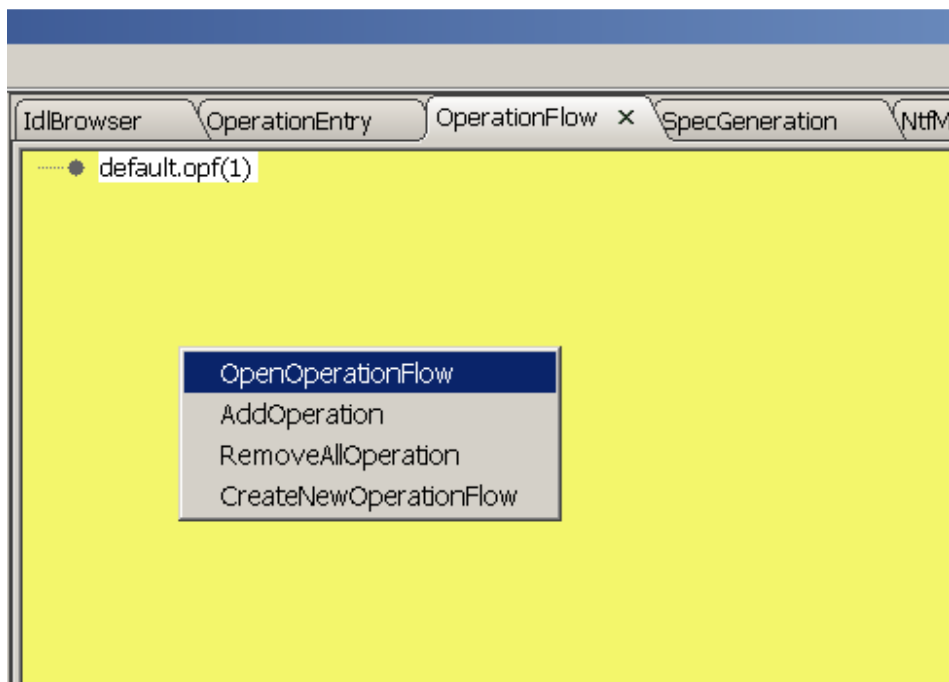 IdlBrowser OperationEntry OperationFlow SpecGeneration
default.opf(1)
OpenOperationFlow
AddOperation
RemoveAllOperation
CreateNewOperationFlow